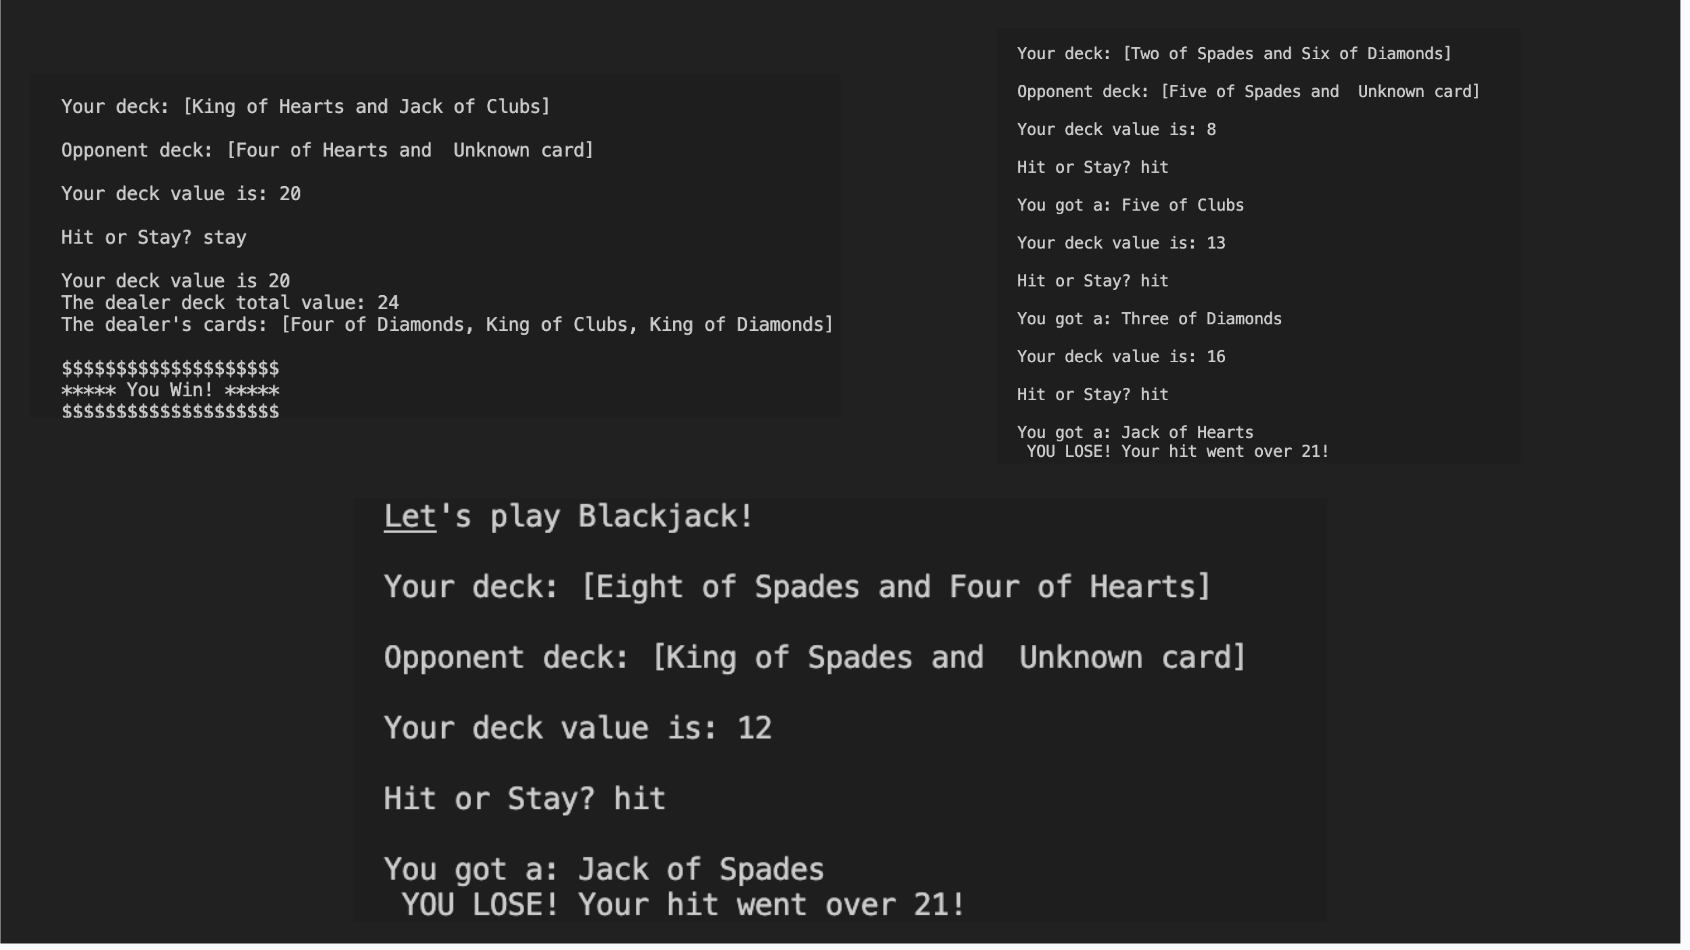 Your deck: [King of Hearts and Jack of Clubs]
Opponent deck: [Four of Hearts and  Unknown card]
Your deck value is: 20
Hit or Stay? stay
Your deck value is 20
The dealer deck total value: 24
The dealer's cards: [Four of Diamonds, King of Clubs, King of Diamonds]
$$$$$$$$$$$$$$$$$$$$
***** You Win! *****
$$$$$$$$$$$$$$$$$$$$
Your deck: [Two of Spades and Six of Diamonds]
Opponent deck: [Five of Spades and  Unknown card]
Your deck value is: 8
Hit or Stay? hit
You got a: Five of Clubs
Your deck value is: 13
Hit or Stay? hit
You got a: Three of Diamonds
Your deck value is: 16
Hit or Stay? hit
You got a: Jack of Hearts
YOU LOSE! Your hit went over 21!
Let's play Blackjack!
Your deck: [Eight of Spades and Four of Hearts]
Opponent deck: [King of Spades and  Unknown card]
Your deck value is: 12
Hit or Stay? hit
You got a: Jack of Spades
YOU LOSE! Your hit went over 21!